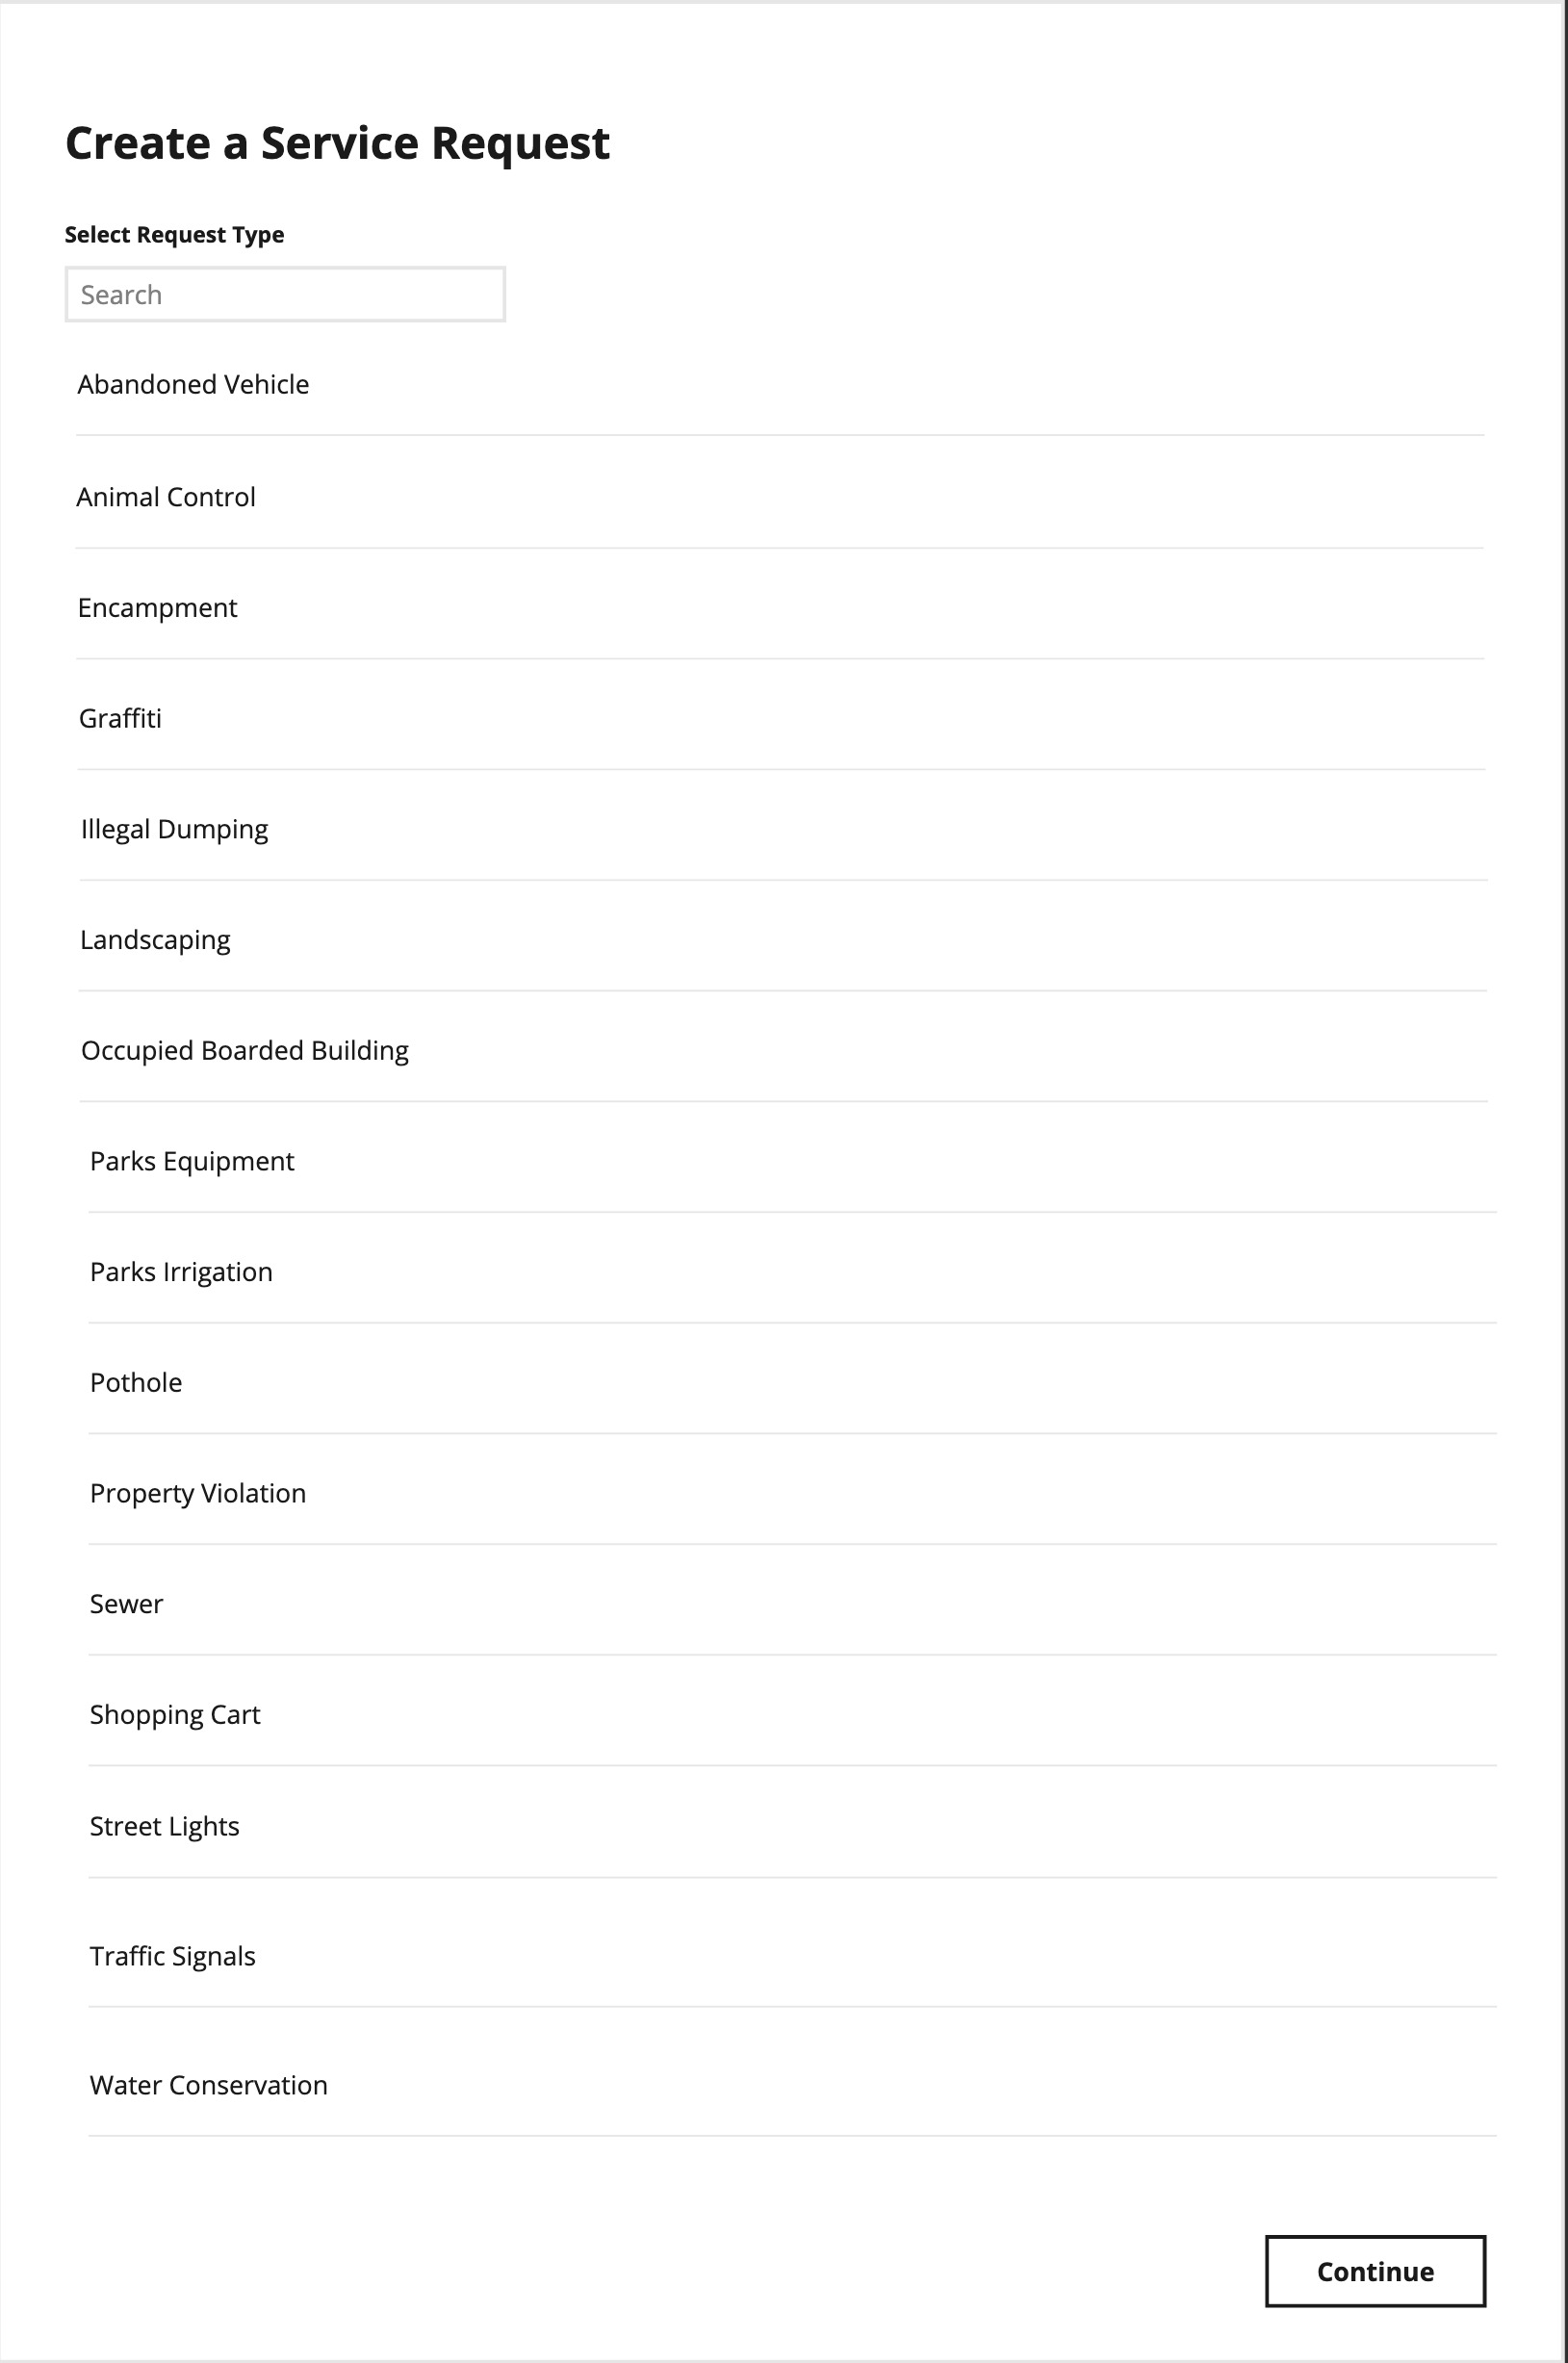 Create a Service Request
Select Request Type
Search
Abandoned Vehicle
Animal Control
Encampment
Graffiti
Illegal Dumping
Landscaping
Occupied Boarded Building
Parks Equipment
Parks Irrigation
Pothole
Property Violation
Sewer
Shopping Cart
Street Lights
Traffic Signals
Water Conservation
Continue